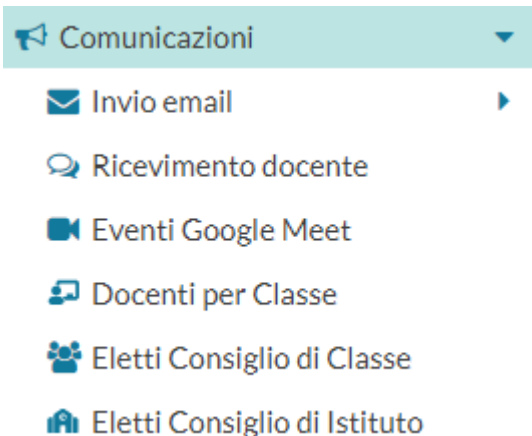 Comunicazioni
Invio email
Ricevimento docente
Eventi Google Meet
Docenti per Classe
Eletti Consiglio di Classe
Eletti Consiglio di Istituto